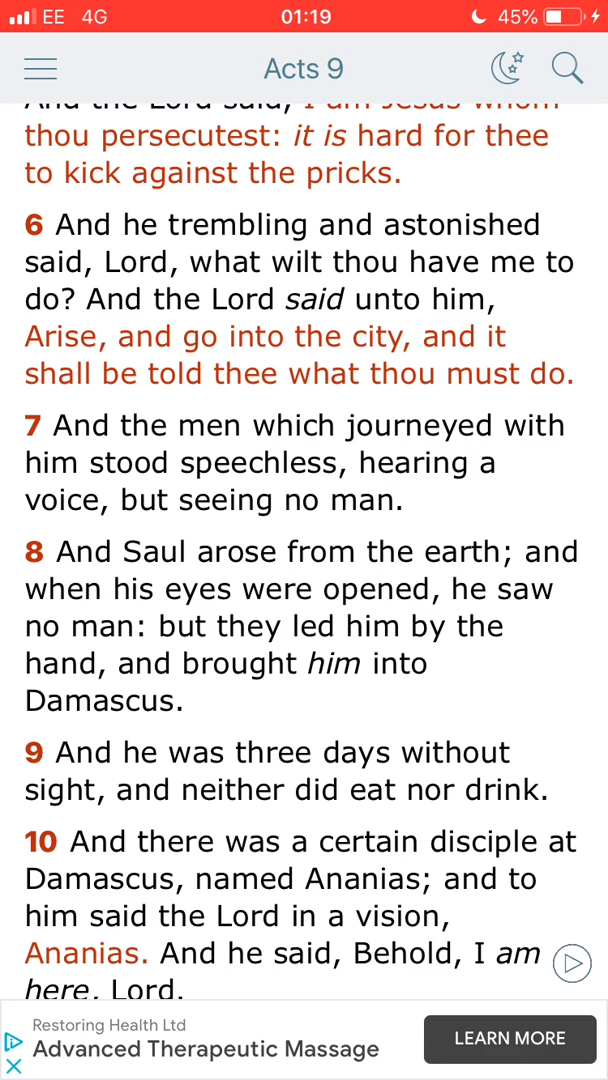 EE 4G 01:19 45%
Acts 9
And the Lord said, I am Jesus whom
thou persecutest: it is hard for thee
to kick against the pricks.
6 And he trembling and astonished
said, Lord, what wilt thou have me to
do? And the Lord said unto him,
Arise, and go into the city, and it
shall be told thee what thou must do.
7 And the men which journeyed with
him stood speechless, hearing a
voice, but seeing no man.
8 And Saul arose from the earth; and
when his eyes were opened, he saw
no man: but they led him by the
hand, and brought him into
Damascus.
9 And he was three days without
sight, and neither did eat nor drink.
10 And there was a certain disciple at
Damascus, named Ananias; and to
him said the Lord in a vision,
Ananias. And he said, Behold, I am
here, Lord.
Restoring Health Ltd
Advanced Therapeutic Massage
LEARN MORE